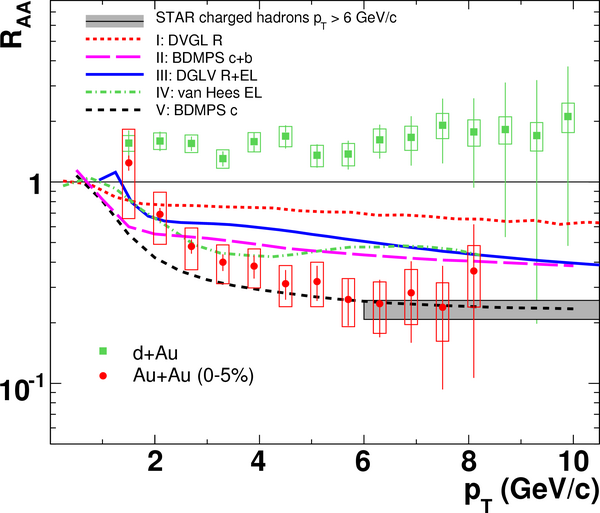 R_AA
STAR charged hadrons p_T > 6 GeV/c
I: DVGL R
II: BDMPS c+b
III: DGLV R+EL
IV: van Hees EL
V: BDMPS c
1
d+Au
Au+Au (0-5%)
10^-1
2 4 6 8 10
p_T (GeV/c)